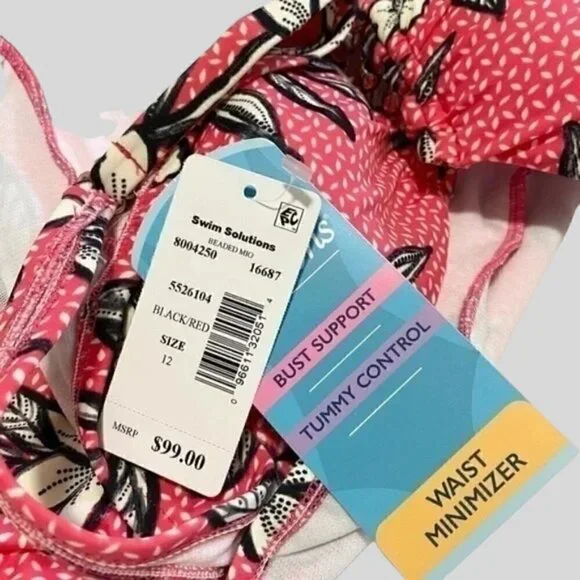 Swim Solutions
BEADED MIO
8004250 16687
5526104
BLACK/RED
SIZE
12
MSRP $99.00
BUST SUPPORT
TUMMY CONTROL
WAIST
MINIMIZER